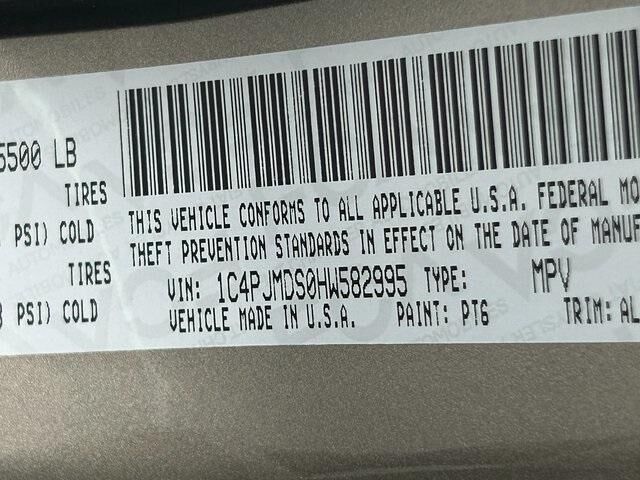 5500 LB
TIRES
PSI) COLD
TIRES
PSI) COLD
THIS VEHICLE CONFORMS TO ALL APPLICABLE U.S.A. FEDERAL MO
THEFT PREVENTION STANDARDS IN EFFECT ON THE DATE OF MANUF
VIN: 1C4PJMDS0HW582995 TYPE: MPV
VEHICLE MADE IN U.S.A. PAINT: PT6 TRIM: AL